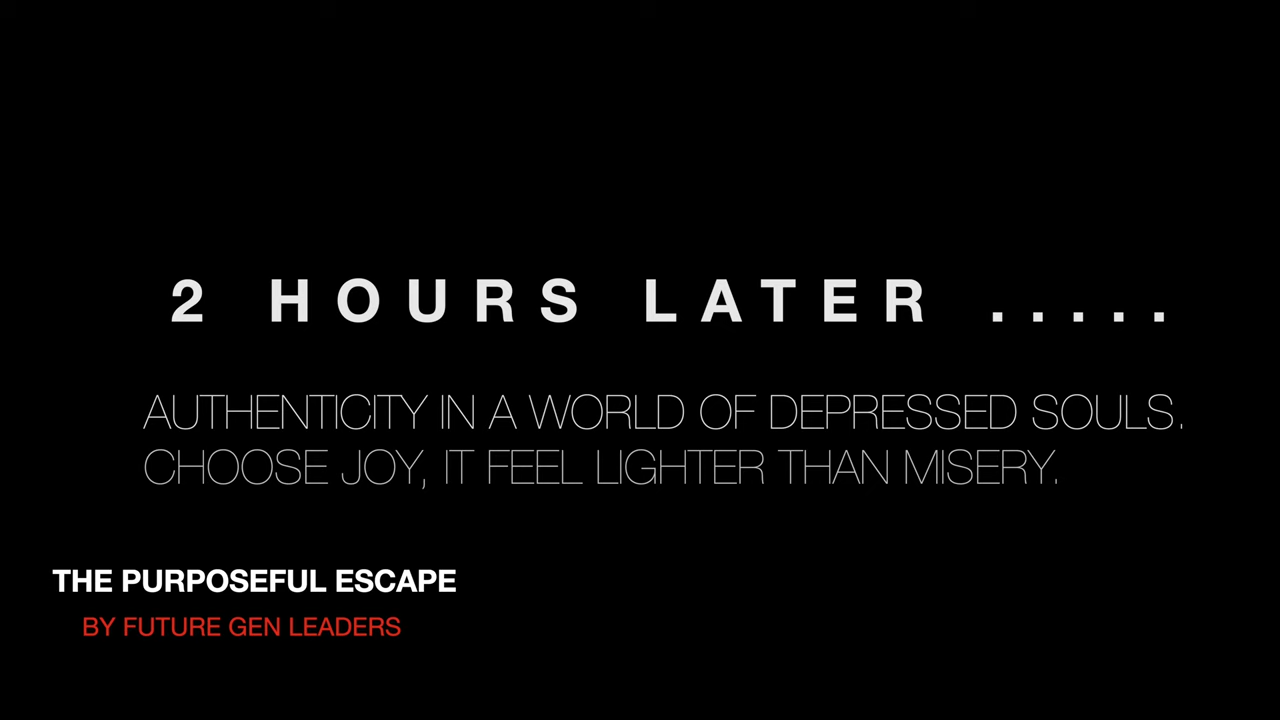 2 HOURS LATER .....
AUTHENTICITY IN A WORLD OF DEPRESSED SOULS.
CHOOSE JOY, IT FEEL LIGHTER THAN MISERY.
THE PURPOSEFUL ESCAPE
BY FUTURE GEN LEADERS